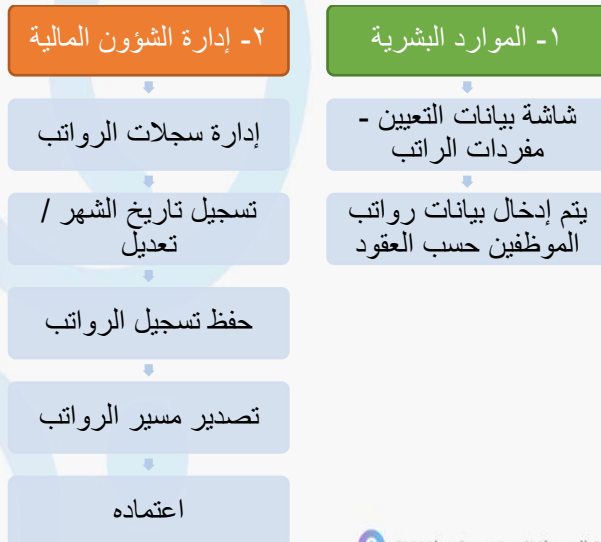 ١- الموارد البشرية
شاشة بيانات التعيين -
مفردات الراتب
يتم إدخال بيانات رواتب
الموظفين حسب العقود
٢- إدارة الشؤون المالية
إدارة سجلات الرواتب
تسجيل تاريخ الشهر /
تعديل
حفظ تسجيل الرواتب
تصدير مسير الرواتب
اعتماده